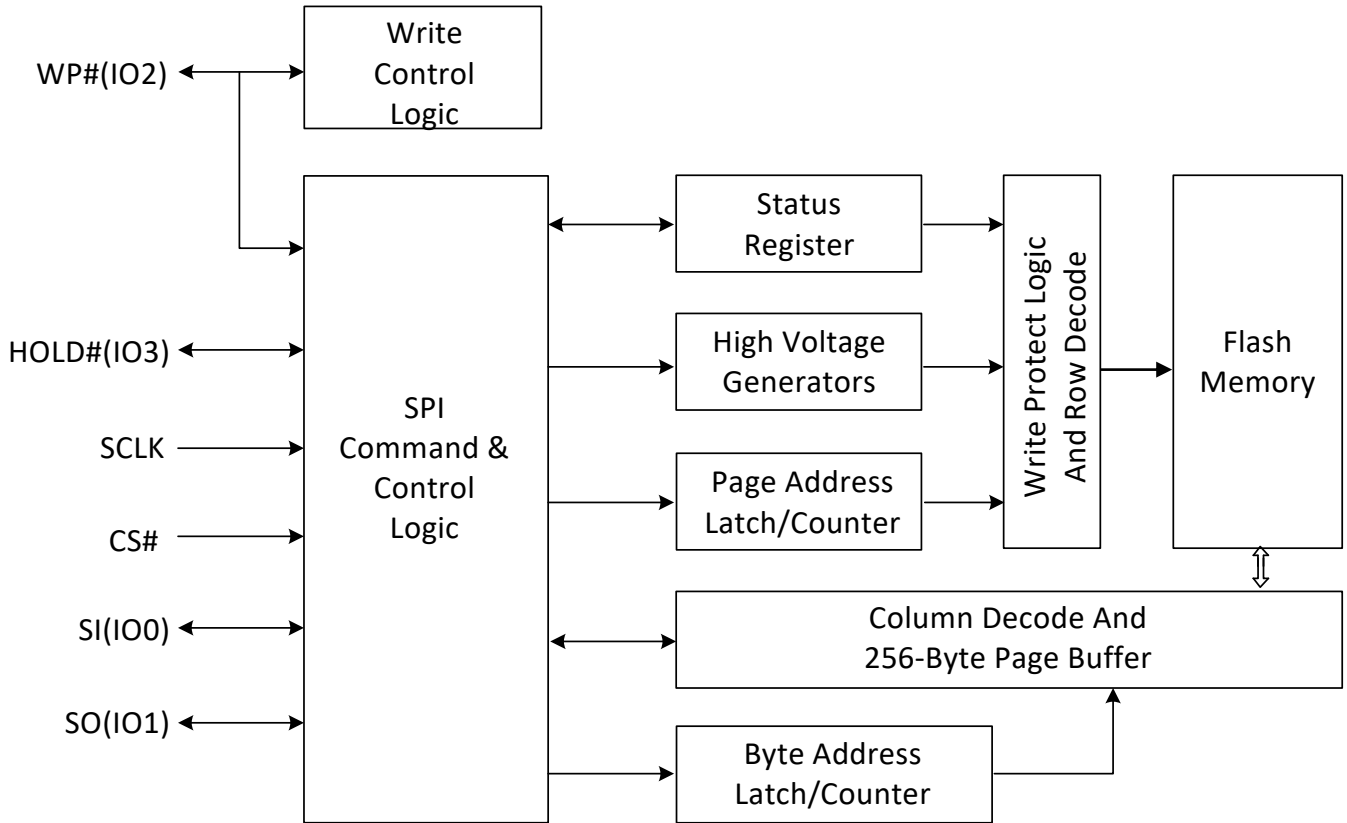 WP#(IO2)
Write
Control
Logic
HOLD#(IO3)
SCLK
CS#
SI(IO0)
SO(IO1)
SPI
Command &
Control
Logic
Status
Register
High Voltage
Generators
Page Address
Latch/Counter
Write Protect Logic
And Row Decode
Flash
Memory
Column Decode And
256-Byte Page Buffer
Byte Address
Latch/Counter